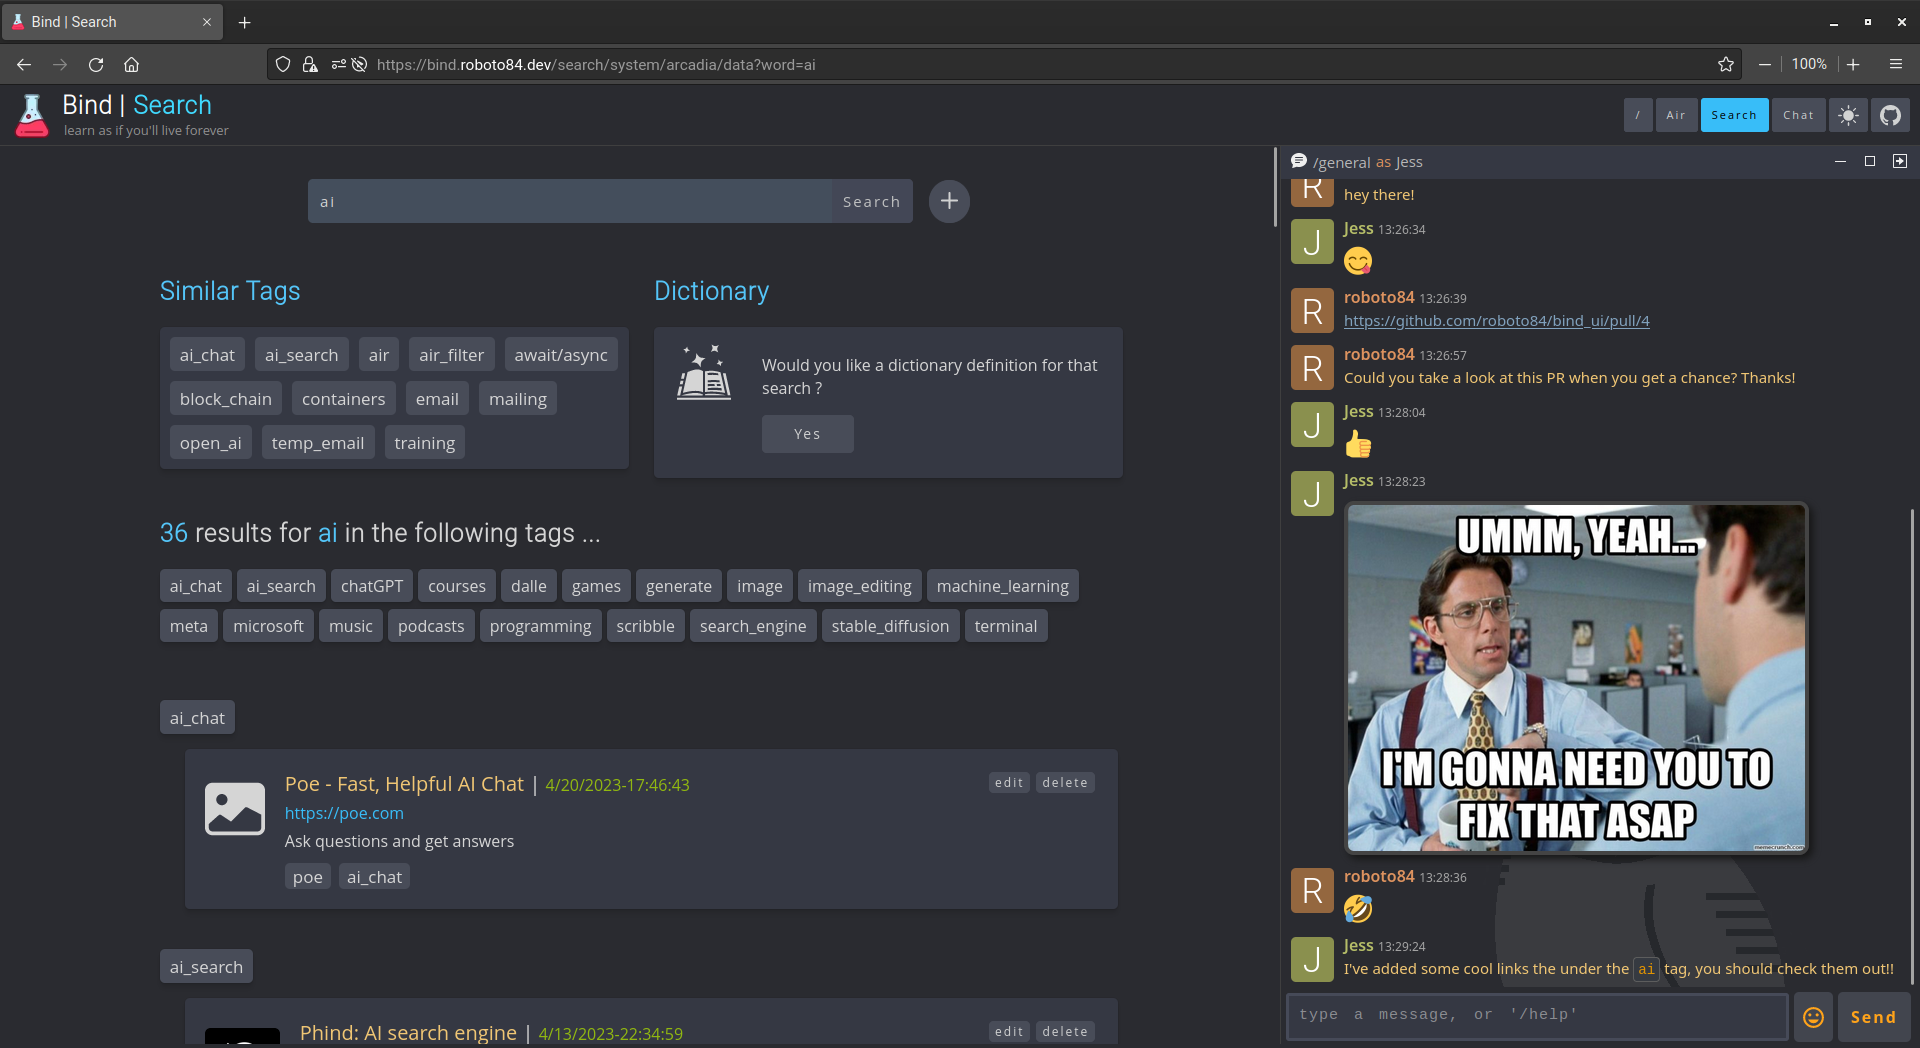 Bind | Search
https://bind.roboto84.dev/search/system/arcadia/data?word=ai
100%
Bind | Search
learn as if you'll live forever
/
Air
Search
Chat
ai
Search
Similar Tags
ai_chat
ai_search
air
air_filter
await/async
block_chain
containers
email
mailing
open_ai
temp_email
training
Dictionary
Would you like a dictionary definition for that
search ?
Yes
36 results for ai in the following tags ...
ai_chat
ai_search
chatGPT
courses
dalle
games
generate
image
image_editing
machine_learning
meta
microsoft
music
podcasts
programming
scribble
search_engine
stable_diffusion
terminal
ai_chat
Poe - Fast, Helpful AI Chat | 4/20/2023-17:46:43
edit
delete
https://poe.com
Ask questions and get answers
poe
ai_chat
ai_search
Phind: AI search engine | 4/13/2023-22:34:59
edit
delete
/general as Jess
R
hey there!
J
Jess 13:26:34
R
roboto84 13:26:39
https://github.com/roboto84/bind_ui/pull/4
R
roboto84 13:26:57
Could you take a look at this PR when you get a chance? Thanks!
J
Jess 13:28:04
J
Jess 13:28:23
UMMM, YEAH...
I'M GONNA NEED YOU TO
FIX THAT ASAP
memecrunch.com
R
roboto84 13:28:36
J
Jess 13:29:24
I've added some cool links the under the ai tag, you should check them out!!
type a message, or '/help'
Send